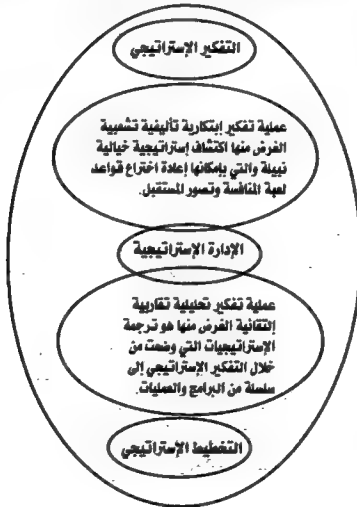 التفكير الإستراتيجي
عملية تفكير إبتكارية تأليفية تشعبية
الغرض منها اكتشاف إستراتيجية خيالية
نبيلة والتي بإمكانها إعادة اختراع قواعد
لعبة المنافسة وتصور المستقبل.
الإدارة الإستراتيجية
عملية تفكير تحليلية تقاربية
إلتقائية الغرض منها هو ترجمة
الإستراتيجيات التي وضعت من
خلال التفكير الإستراتيجي إلى
سلسلة من البرامج والعمليات.
التخطيط الإستراتيجي